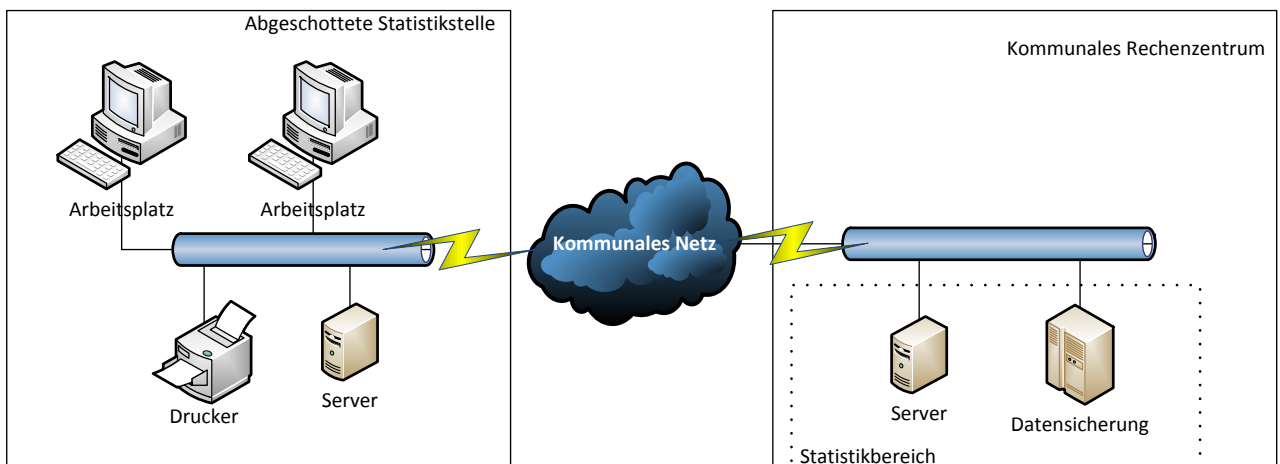 Abgeschottete Statistikstelle
Kommunales Rechenzentrum
Arbeitsplatz
Arbeitsplatz
Kommunales Netz
Drucker
Server
Server
Datensicherung
Statistikbereich